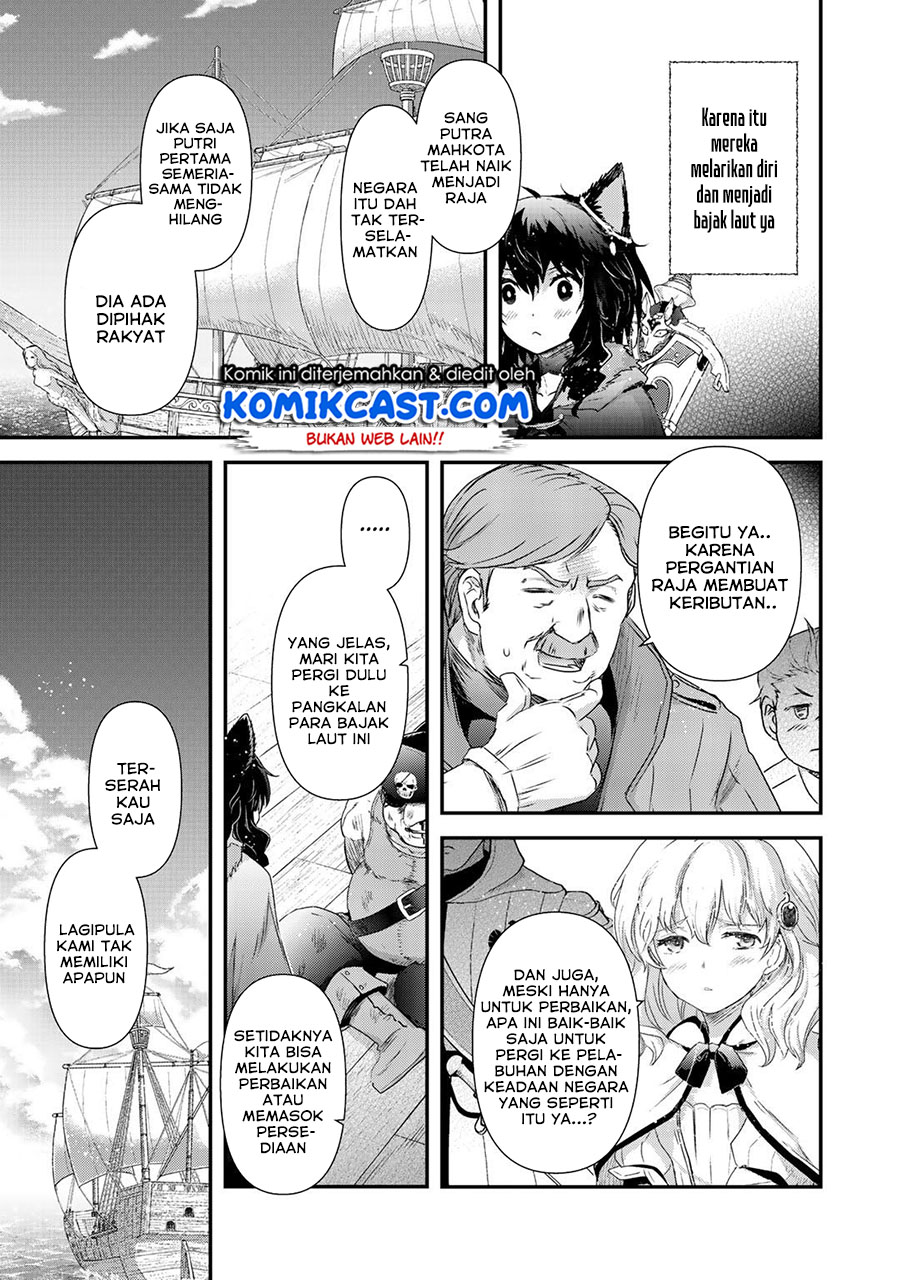 Karena itu
mereka
melarikan diri
dan menjadi
bajak laut ya
SANG
PUTRA
MAHKOTA
TELAH NAIK
MENJADI
RAJA
NEGARA
ITU DAH
TAK TER-
SELA-
MATKAN
JIKA SAJA
PUTRI
PERTAMA
SEMERIA-
SAMA TIDAK
MENG-
HILANG
DIA ADA
DIPIHAK
RAKYAT
Komik ini diterjemahkan & diedit oleh
KOMIKCAST.COM
BUKAN WEB LAIN!!
BEGITU YA..
KARENA
PERGANTIAN
RAJA MEMBUAT
KERIBUTAN..
DAN JUGA,
MESKI HANYA
UNTUK PERBAIKAN,
APA INI BAIK-BAIK
SAJA UNTUK
PERGI KE PELA-
BUHAN DENGAN
KEADAAN NEGARA
YANG SEPERTI
ITU YA...?
.....
YANG JELAS,
MARI KITA
PERGI DULU
KE
PANGKALAN
PARA BAJAK
LAUT INI
SETIDAKNYA
KITA BISA
MELAKUKAN
PERBAIKAN
ATAU
MEMASOK
PERSE-
DIAAN
TER-
SERAH
KAU
SAJA
LAGIPULA
KAMI TAK
MEMILIKI
APAPUN